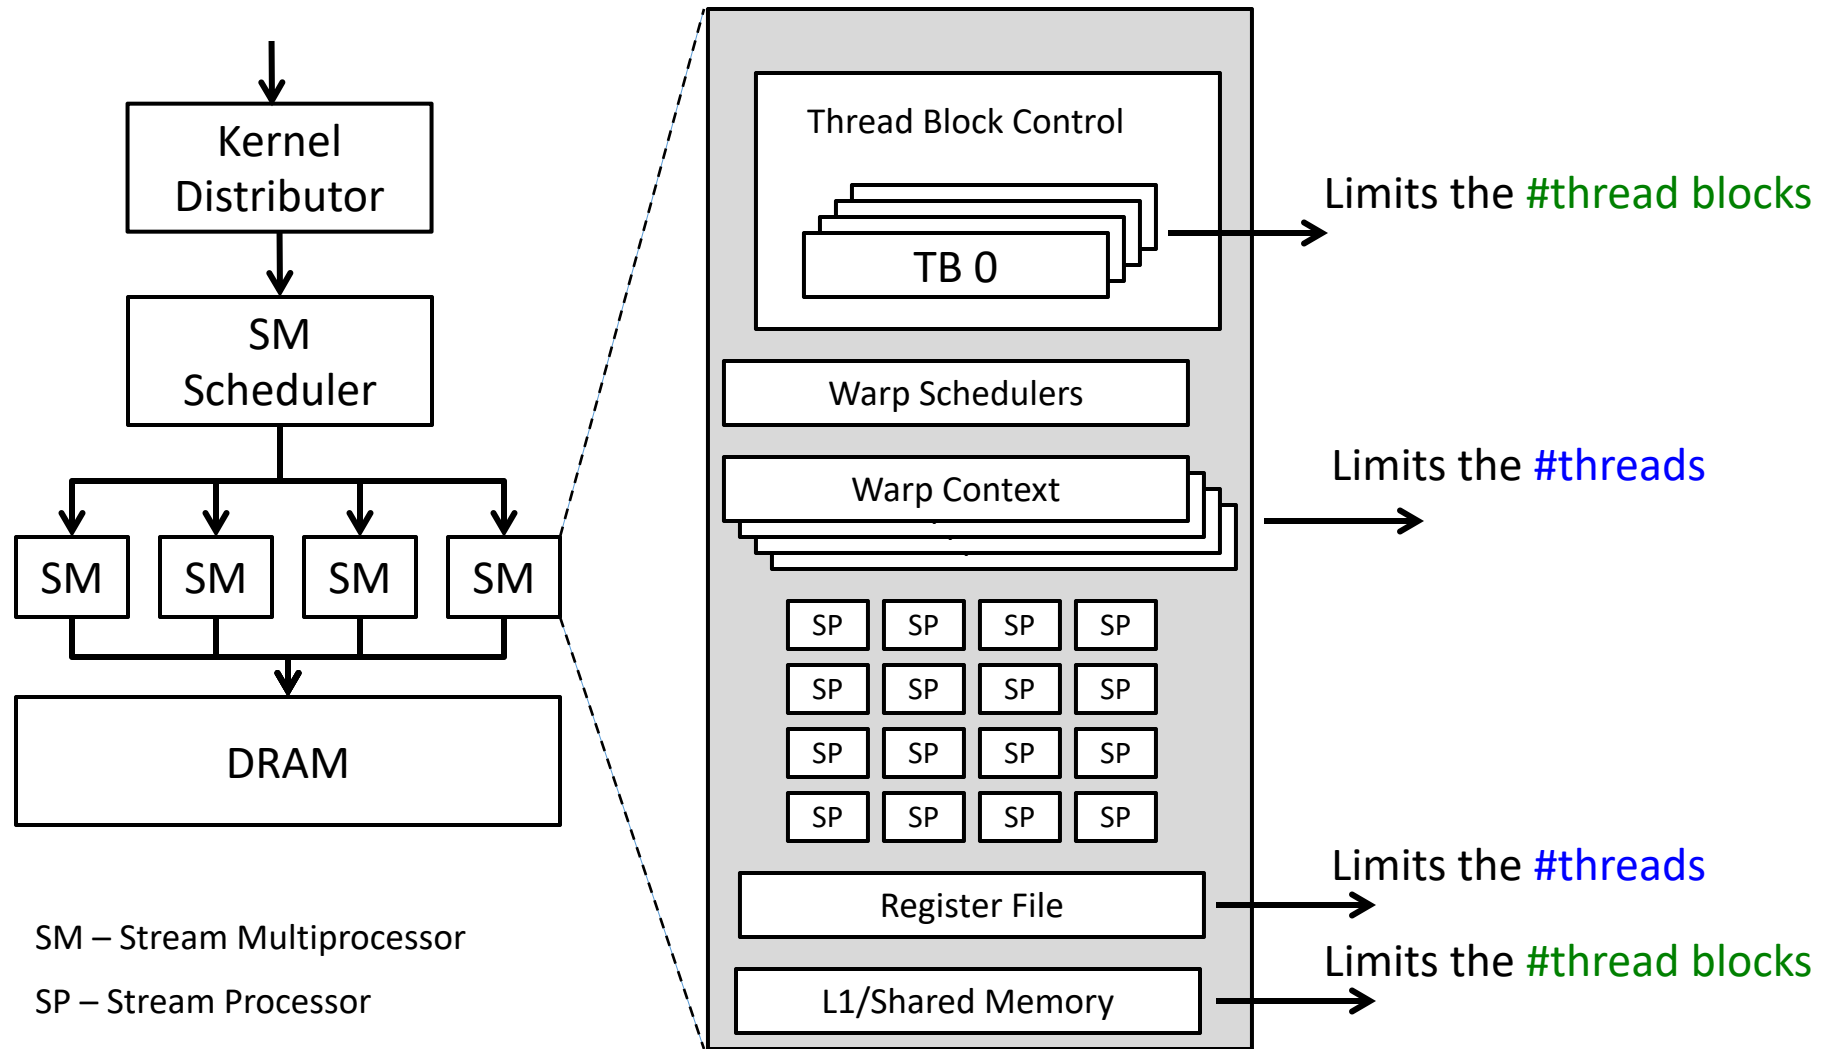 Kernel
Distributor
SM
Scheduler
SM SM SM SM
DRAM
SM – Stream Multiprocessor
SP – Stream Processor
Thread Block Control
TB 0
Warp Schedulers
Warp Context
SP SP SP SP
SP SP SP SP
SP SP SP SP
SP SP SP SP
Register File
L1/Shared Memory
Limits the #thread blocks
Limits the #threads
Limits the #threads
Limits the #thread blocks